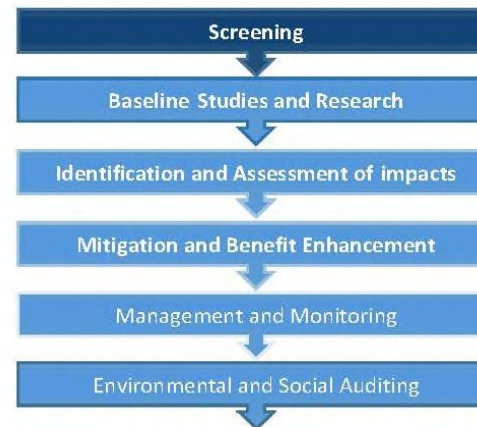 Screening
Baseline Studies and Research
Identification and Assessment of impacts
Mitigation and Benefit Enhancement
Management and Monitoring
Environmental and Social Auditing